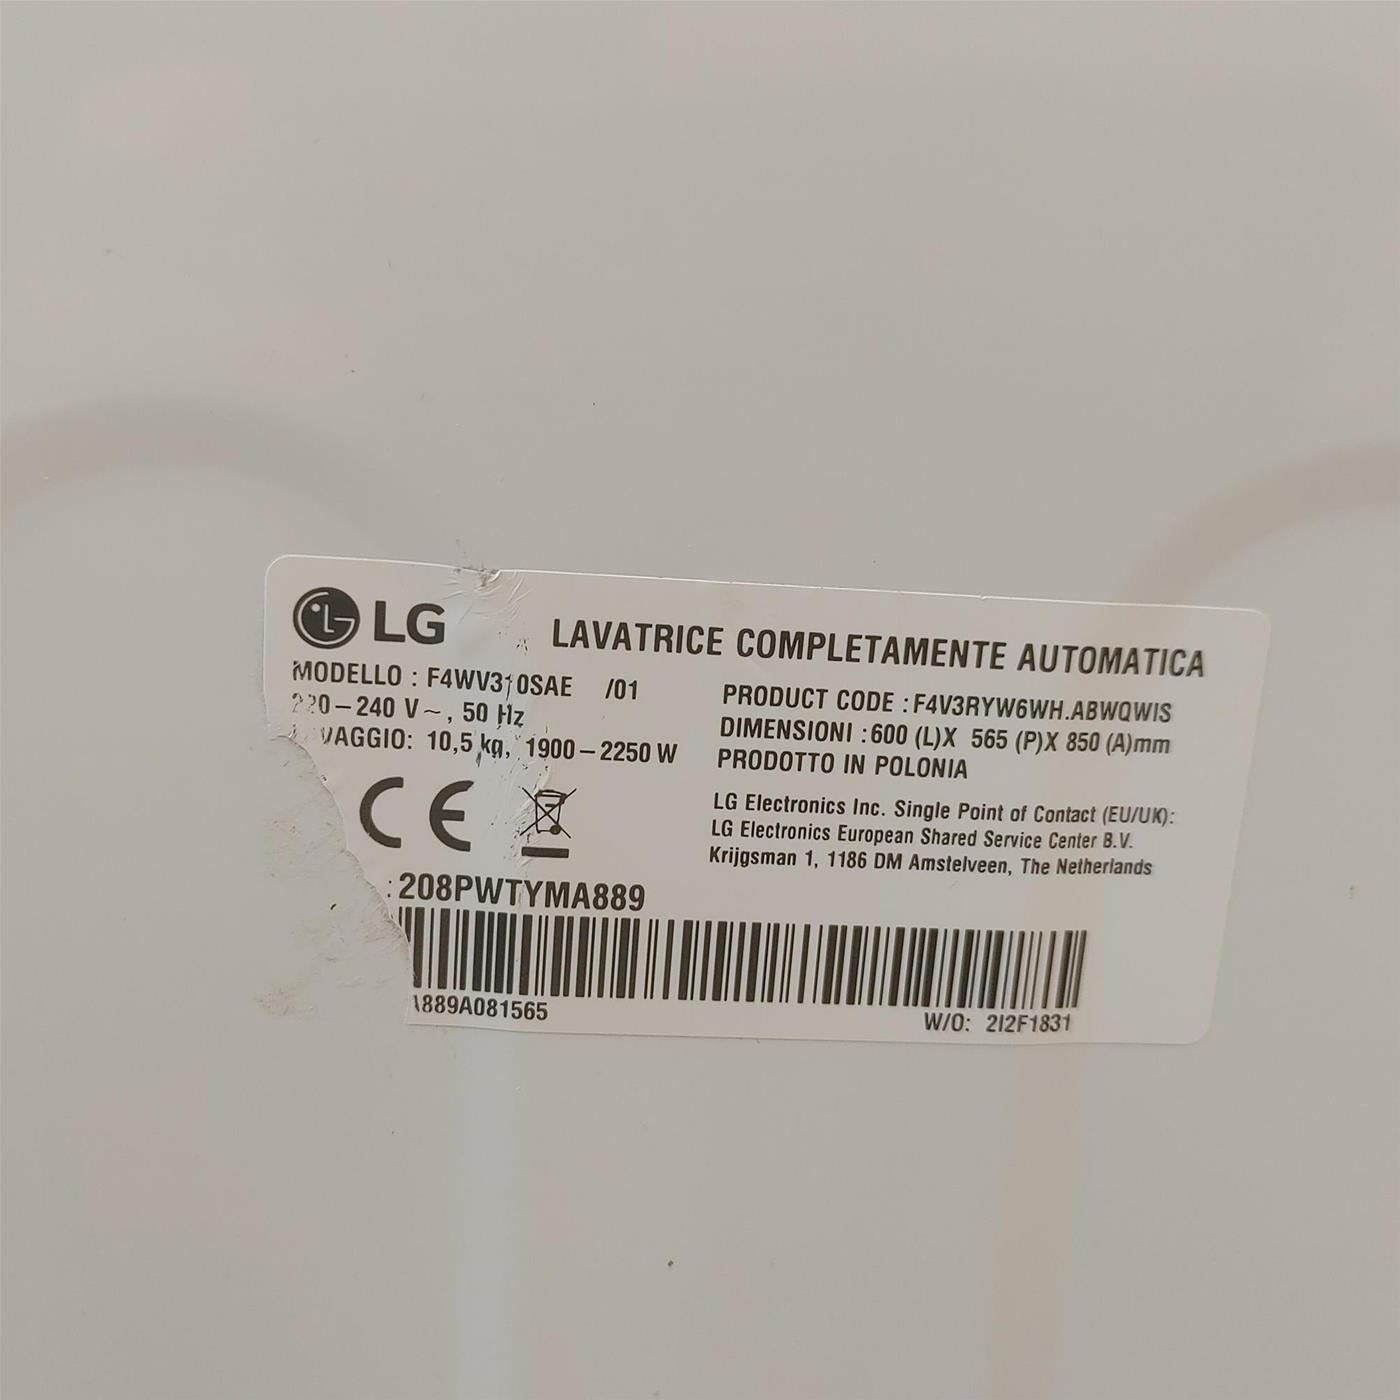 LG
LAVATRICE COMPLETAMENTE AUTOMATICA
MODELLO : F4WV310SAE /01
220–240 V~, 50 Hz
10,5 kg, 1900–2250 W
PRODUCT CODE : F4V3RYW6WH.ABWQWIS
DIMENSIONI : 600 (L)X 565 (P)X 850 (A)mm
PRODOTTO IN POLONIA
LG Electronics Inc. Single Point of Contact (EU/UK):
LG Electronics European Shared Service Center B.V.
Krijgsman 1, 1186 DM Amstelveen, The Netherlands
CE
: 208PWTYMA889
889A081565
W/O: 2I2F1831